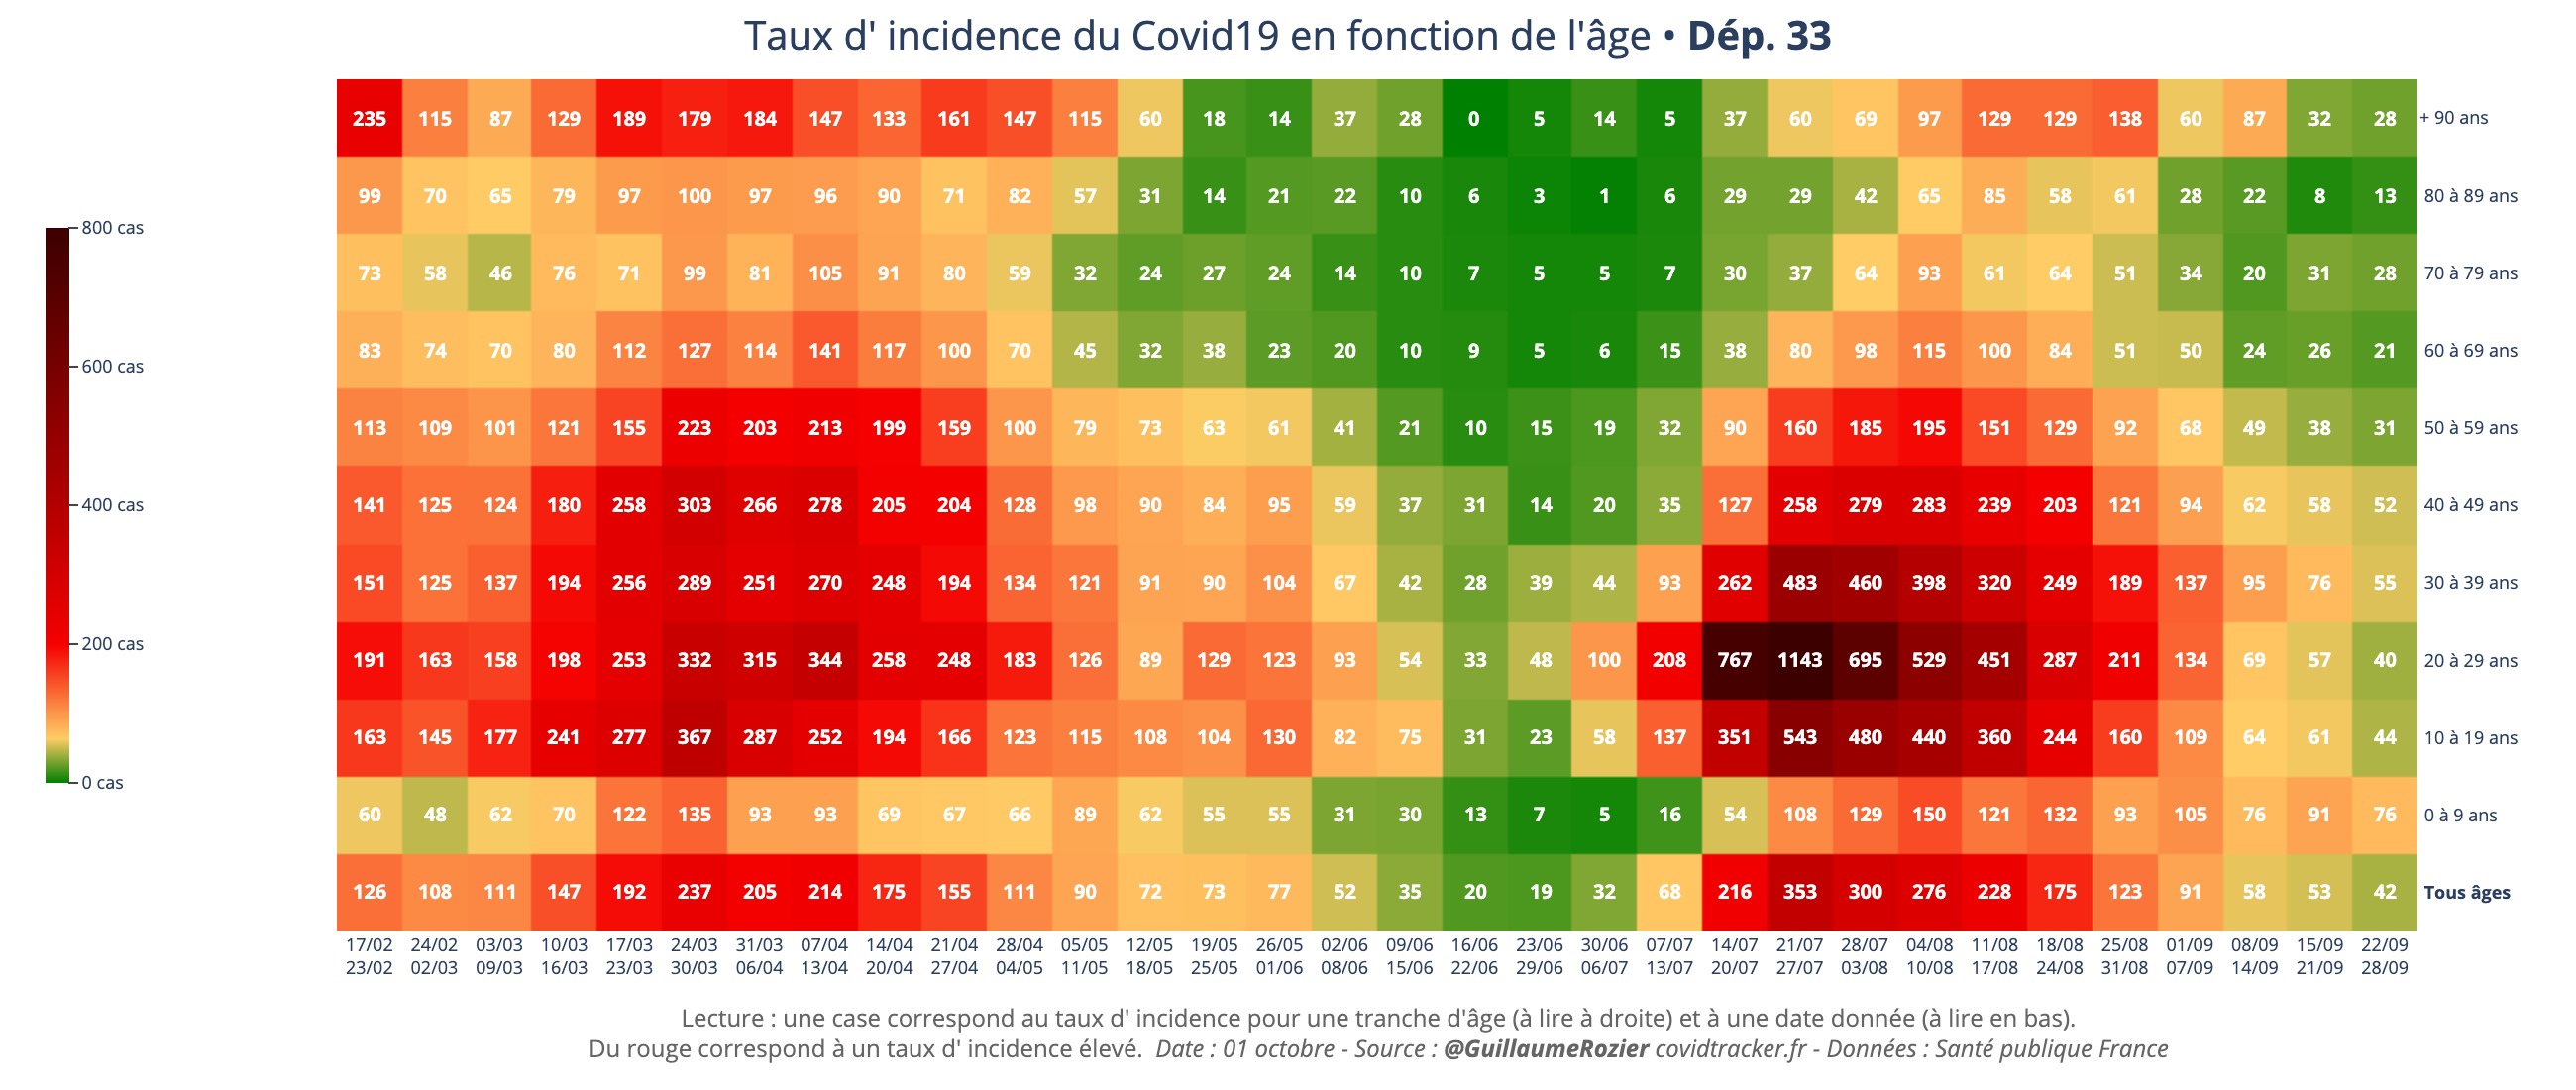 Taux d' incidence du Covid19 en fonction de l'âge • Dép. 33
800 cas
600 cas
400 cas
200 cas
0 cas
235 115 87 129 189 179 184 147 133 161 147 115 60 18 14 37 28 0 5 14 5 37 60 69 97 129 129 138 60 87 32 28 + 90 ans
99 70 65 79 97 100 97 96 90 71 82 57 31 14 21 22 10 6 3 1 6 29 29 42 65 85 58 61 28 22 8 13 80 à 89 ans
73 58 46 76 71 99 81 105 91 80 59 32 24 27 24 14 10 7 5 5 7 30 37 64 93 61 64 51 34 20 31 28 70 à 79 ans
83 74 70 80 112 127 114 141 117 100 70 45 32 38 23 20 10 9 5 6 15 38 80 98 115 100 84 51 50 24 26 21 60 à 69 ans
113 109 101 121 155 223 203 213 199 159 100 79 73 63 61 41 21 10 15 19 32 90 160 185 195 151 129 92 68 49 38 31 50 à 59 ans
141 125 124 180 258 303 266 278 205 204 128 98 90 84 95 59 37 31 14 20 35 127 258 279 283 239 203 121 94 62 58 52 40 à 49 ans
151 125 137 194 256 289 251 270 248 194 134 121 91 90 104 67 42 28 39 44 93 262 483 460 398 320 249 189 137 95 76 55 30 à 39 ans
191 163 158 198 253 332 315 344 258 248 183 126 89 129 123 93 54 33 48 100 208 767 1143 695 529 451 287 211 134 69 57 40 20 à 29 ans
163 145 177 241 277 367 287 252 194 166 123 115 108 104 130 82 75 31 23 58 137 351 543 480 440 360 244 160 109 64 61 44 10 à 19 ans
60 48 62 70 122 135 93 93 69 67 66 89 62 55 55 31 30 13 7 5 16 54 108 129 150 121 132 93 105 76 91 76 0 à 9 ans
126 108 111 147 192 237 205 214 175 155 111 90 72 73 77 52 35 20 19 32 68 216 353 300 276 228 175 123 91 58 53 42 Tous âges
17/02 24/02 03/03 10/03 17/03 24/03 31/03 07/04 14/04 21/04 28/04 05/05 12/05 19/05 26/05 02/06 09/06 16/06 23/06 30/06 07/07 14/07 21/07 28/07 04/08 11/08 18/08 25/08 01/09 08/09 15/09 22/09
23/02 02/03 09/03 16/03 23/03 30/03 06/04 13/04 20/04 27/04 04/05 11/05 18/05 25/05 01/06 08/06 15/06 22/06 29/06 06/07 13/07 20/07 27/07 03/08 10/08 17/08 24/08 31/08 07/09 14/09 21/09 28/09
Lecture : une case correspond au taux d' incidence pour une tranche d'âge (à lire à droite) et à une date donnée (à lire en bas).
Du rouge correspond à un taux d' incidence élevé. Date : 01 octobre - Source : @GuillaumeRozier covidtracker.fr - Données : Santé publique France